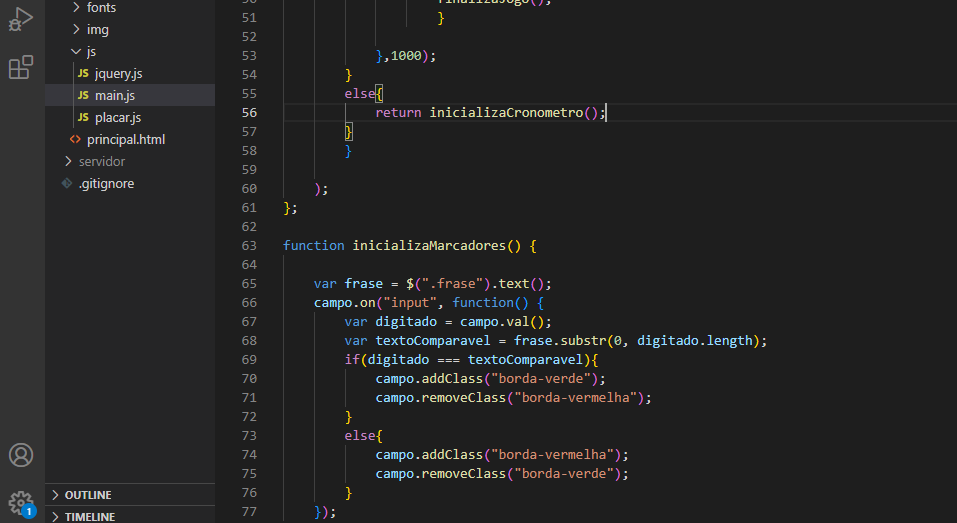 fonts
img
js
JS jquery.js
JS main.js
JS placar.js
<> principal.html
servidor
.gitignore
OUTLINE
TIMELINE
1
50 finalizaJogo();
51 }
52
53 },1000);
54 }
55 else{
56 return inicializaCronometro();
57 }
58 }
59
60 );
61 };
62
63 function inicializaMarcadores() {
64
65 var frase = $(".frase").text();
66 campo.on("input", function() {
67 var digitado = campo.val();
68 var textoComparavel = frase.substr(0, digitado.length);
69 if(digitado === textoComparavel){
70 campo.addClass("borda-verde");
71 campo.removeClass("borda-vermelha");
72 }
73 else{
74 campo.addClass("borda-vermelha");
75 campo.removeClass("borda-verde");
76 }
77 });